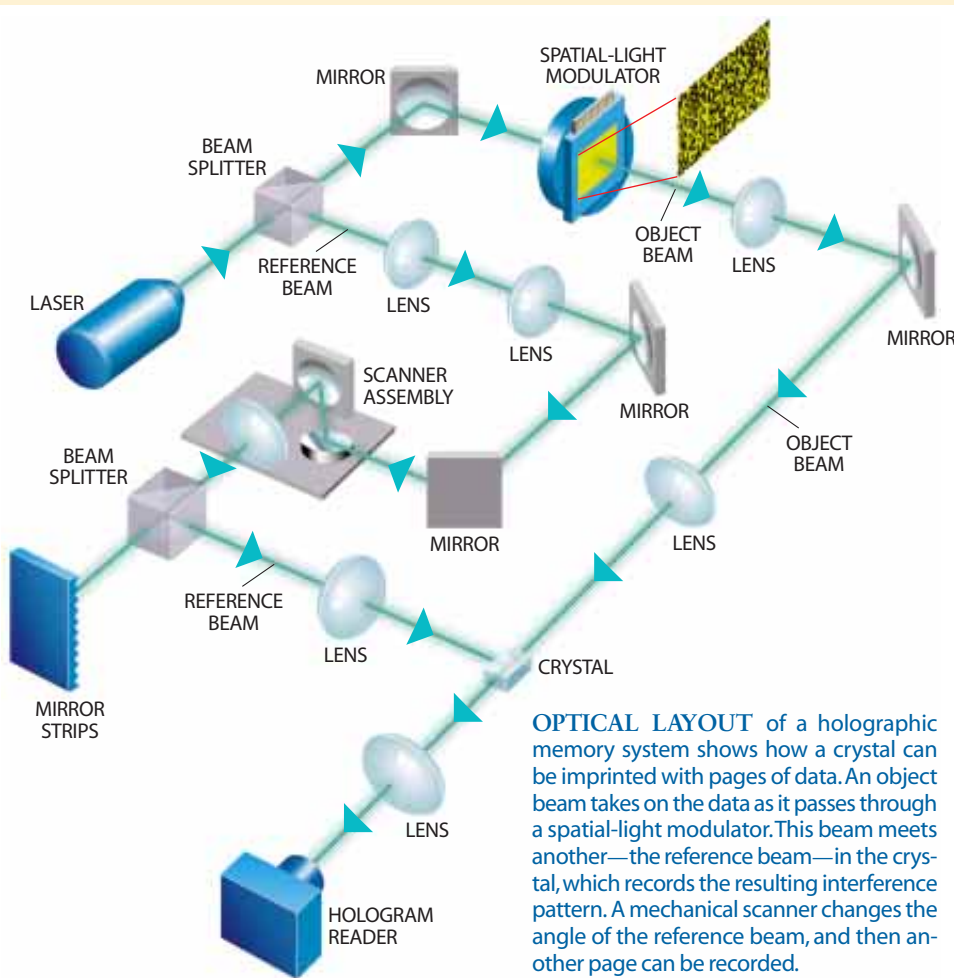 MIRROR
SPATIAL-LIGHT
MODULATOR
BEAM
SPLITTER
OBJECT
BEAM
LENS
REFERENCE
BEAM
LENS
LASER
LENS
MIRROR
SCANNER
ASSEMBLY
MIRROR
OBJECT
BEAM
BEAM
SPLITTER
MIRROR
LENS
REFERENCE
BEAM
LENS
CRYSTAL
MIRROR
STRIPS
LENS
HOLOGRAM
READER
OPTICAL LAYOUT of a holographic
memory system shows how a crystal can
be imprinted with pages of data. An object
beam takes on the data as it passes through
a spatial-light modulator. This beam meets
another—the reference beam—in the crys-
tal, which records the resulting interference
pattern. A mechanical scanner changes the
angle of the reference beam, and then an-
other page can be recorded.